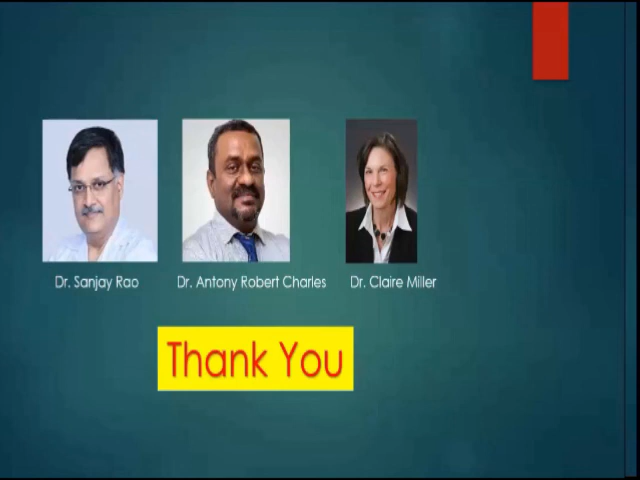 Dr. Sanjay Rao
Dr. Antony Robert Charles
Dr. Claire Miller
Thank You